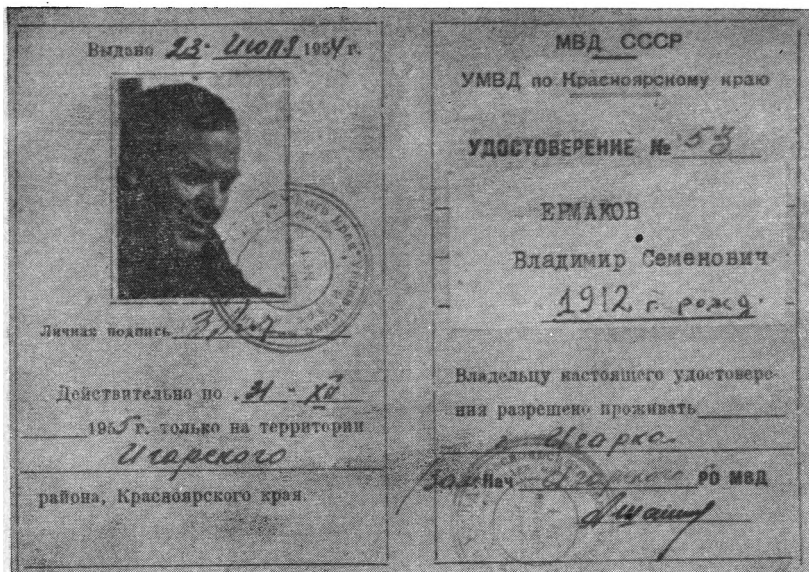 Выдано 23. Июля 1954 г.
Личная подпись
Действительно по 31 - XII
1955 г. только на территории
Игарского
района, Красноярского края.
МВД СССР
УМВД по Красноярскому краю
УДОСТОВЕРЕНИЕ № 53
ЕРМАКОВ
Владимир Семенович
1912 г. рожд.
Владельцу настоящего удостовере-
ния разрешено проживать
г. Игарка
Зам Нач. Игарского РО МВД